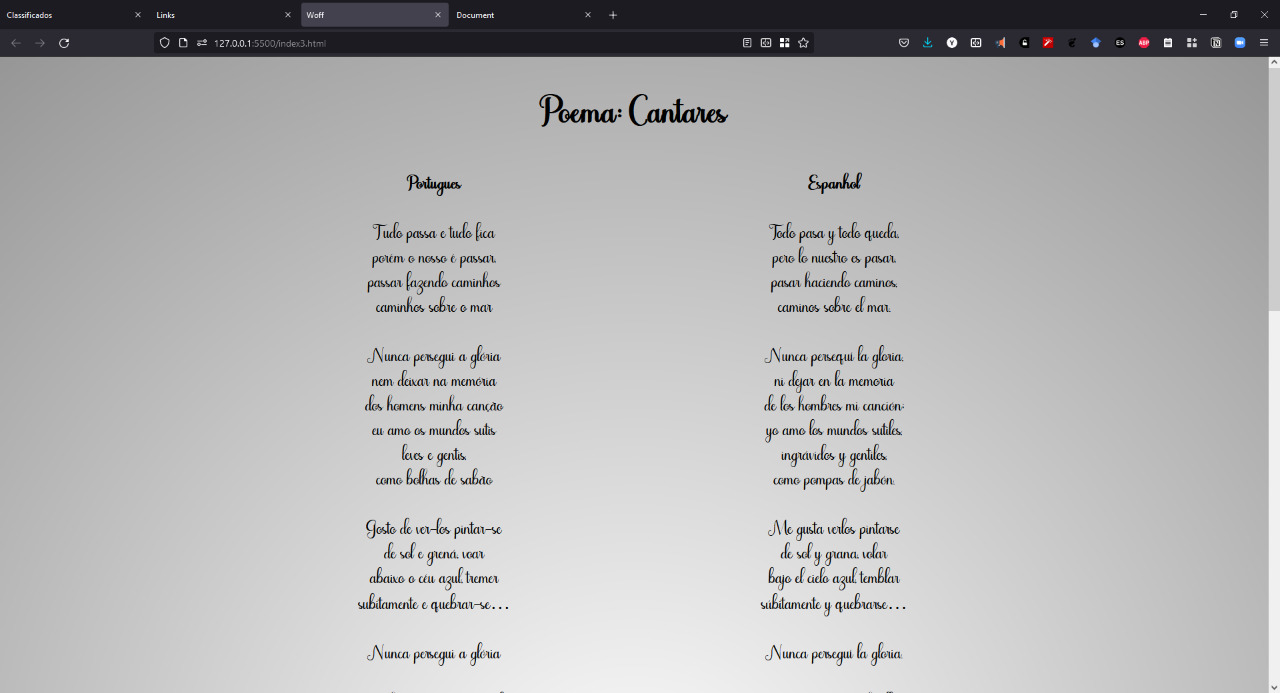 Classificados
Links
Woff
Document
127.0.0.1:5500/index3.html
Poema: Cantares
Portugues
Tudo passa e tudo fica
porém o nosso é passar,
passar fazendo caminhos
caminhos sobre o mar
Nunca persegui a glória
nem deixar na memória
dos homens minha canção
eu amo os mundos sutis
leves e gentis,
como bolhas de sabão
Gosto de ver-los pintar-se
de sol e grená, voar
abaixo o céu azul, tremer
subitamente e quebrar-se...
Nunca persegui a glória
Espanhol
Todo pasa y todo queda,
pero lo nuestro es pasar,
pasar haciendo caminos,
caminos sobre el mar.
Nunca persequí la gloria,
ni dejar en la memoria
de los hombres mi canción;
yo amo los mundos sutiles,
ingrávidos y gentiles,
como pompas de jabón.
Me gusta verlos pintarse
de sol y grana, volar
bajo el cielo azul, temblar
súbitamente y quebrarse...
Nunca perseguí la gloria.